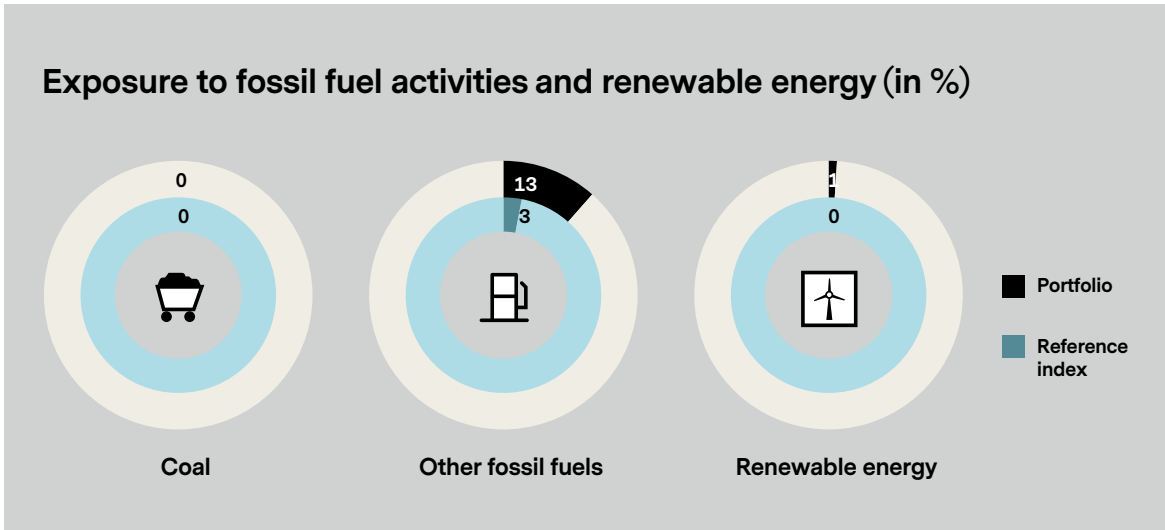 Exposure to fossil fuel activities and renewable energy (in %)
0
0
13
3
1
0
Portfolio
Reference
index
Coal
Other fossil fuels
Renewable energy